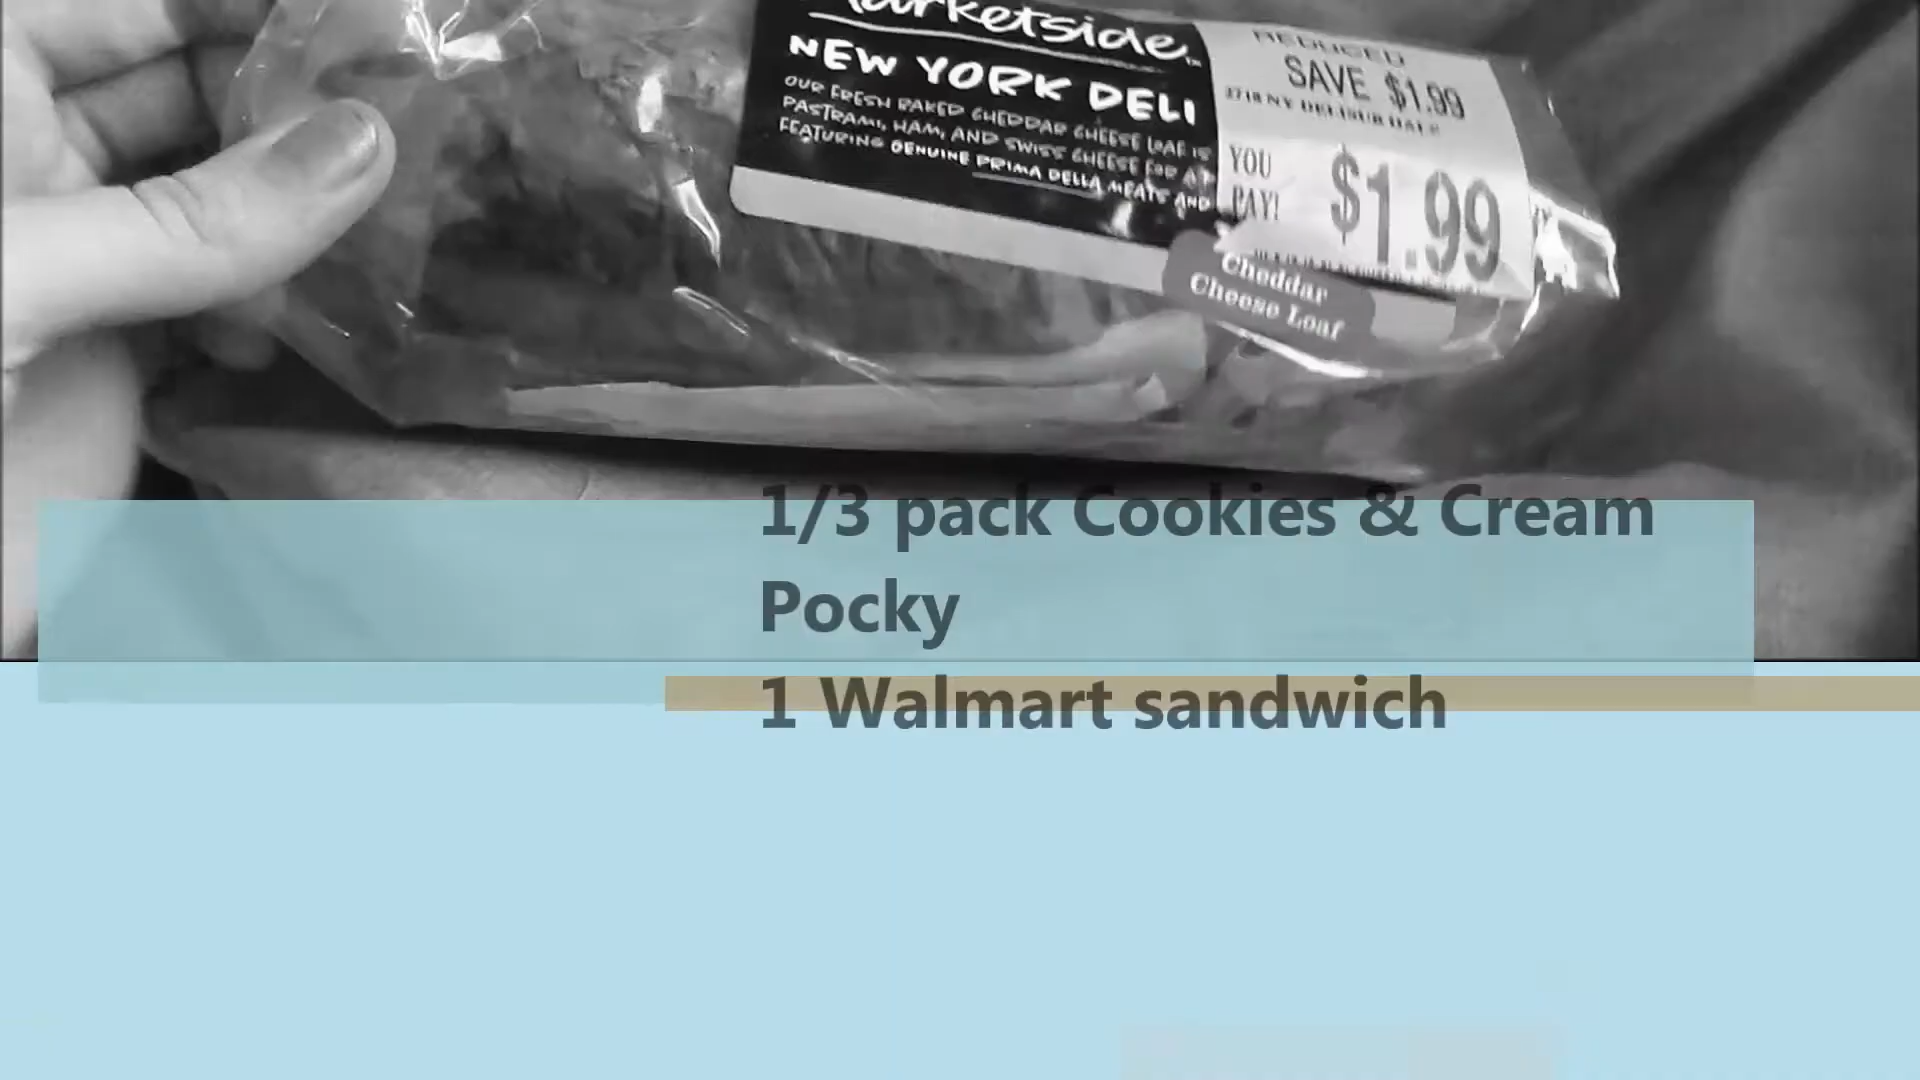 Marketside
NEW YORK DELI
OUR FRESH BAKED CHEDDAR CHEESE LOAF IS
PASTRAMI, HAM, AND SWISS CHEESE FOR A
FEATURING GENUINE PRIMA DELLA MEATS AND
REDUCED
SAVE $1.99
YOU
PAY!
$1.99
Cheddar
Cheese Loaf
1/3 pack Cookies & Cream
Pocky
1 Walmart sandwich